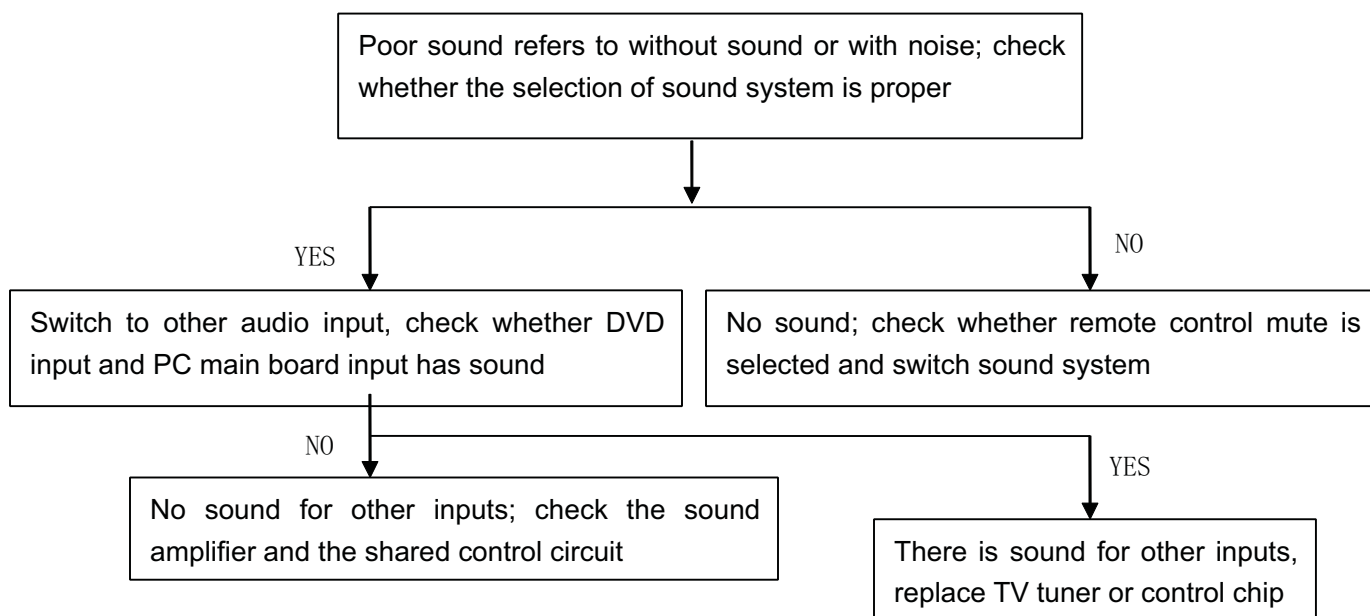 Poor sound refers to without sound or with noise; check
whether the selection of sound system is proper
YES
NO
Switch to other audio input, check whether DVD
input and PC main board input has sound
No sound; check whether remote control mute is
selected and switch sound system
NO
YES
No sound for other inputs; check the sound
amplifier and the shared control circuit
There is sound for other inputs,
replace TV tuner or control chip